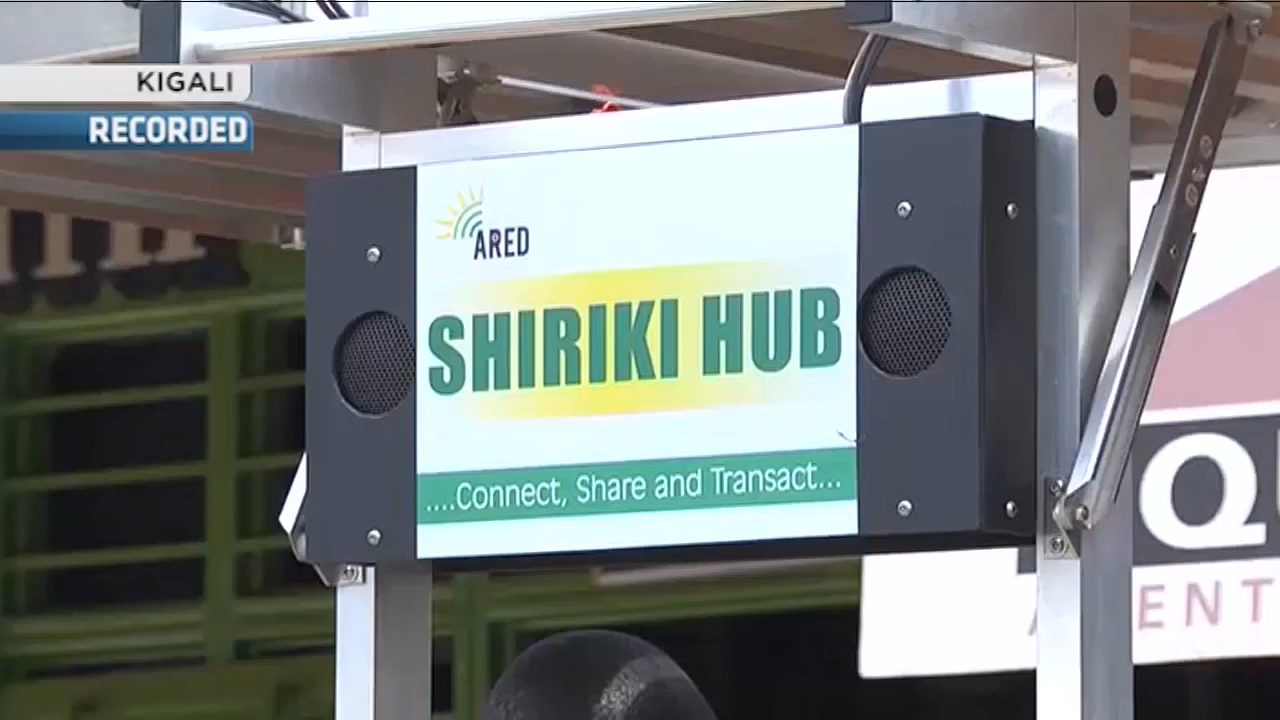 KIGALI
RECORDED
ARED
SHIRIKI HUB
....Connect, Share and Transact...